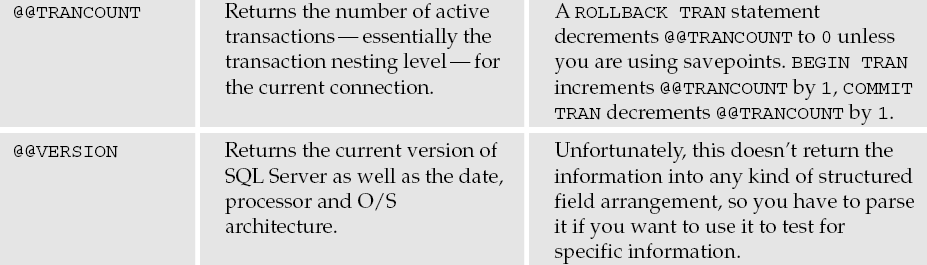 @@TRANCOUNT
Returns the number of active
transactions — essentially the
transaction nesting level — for
the current connection.
A ROLLBACK TRAN statement
decrements @@TRANCOUNT to 0 unless
you are using savepoints. BEGIN TRAN
increments @@TRANCOUNT by 1, COMMIT
TRAN decrements @@TRANCOUNT by 1.
@@VERSION
Returns the current version of
SQL Server as well as the date,
processor and O/S
architecture.
Unfortunately, this doesn’t return the
information into any kind of structured
field arrangement, so you have to parse
it if you want to use it to test for
specific information.